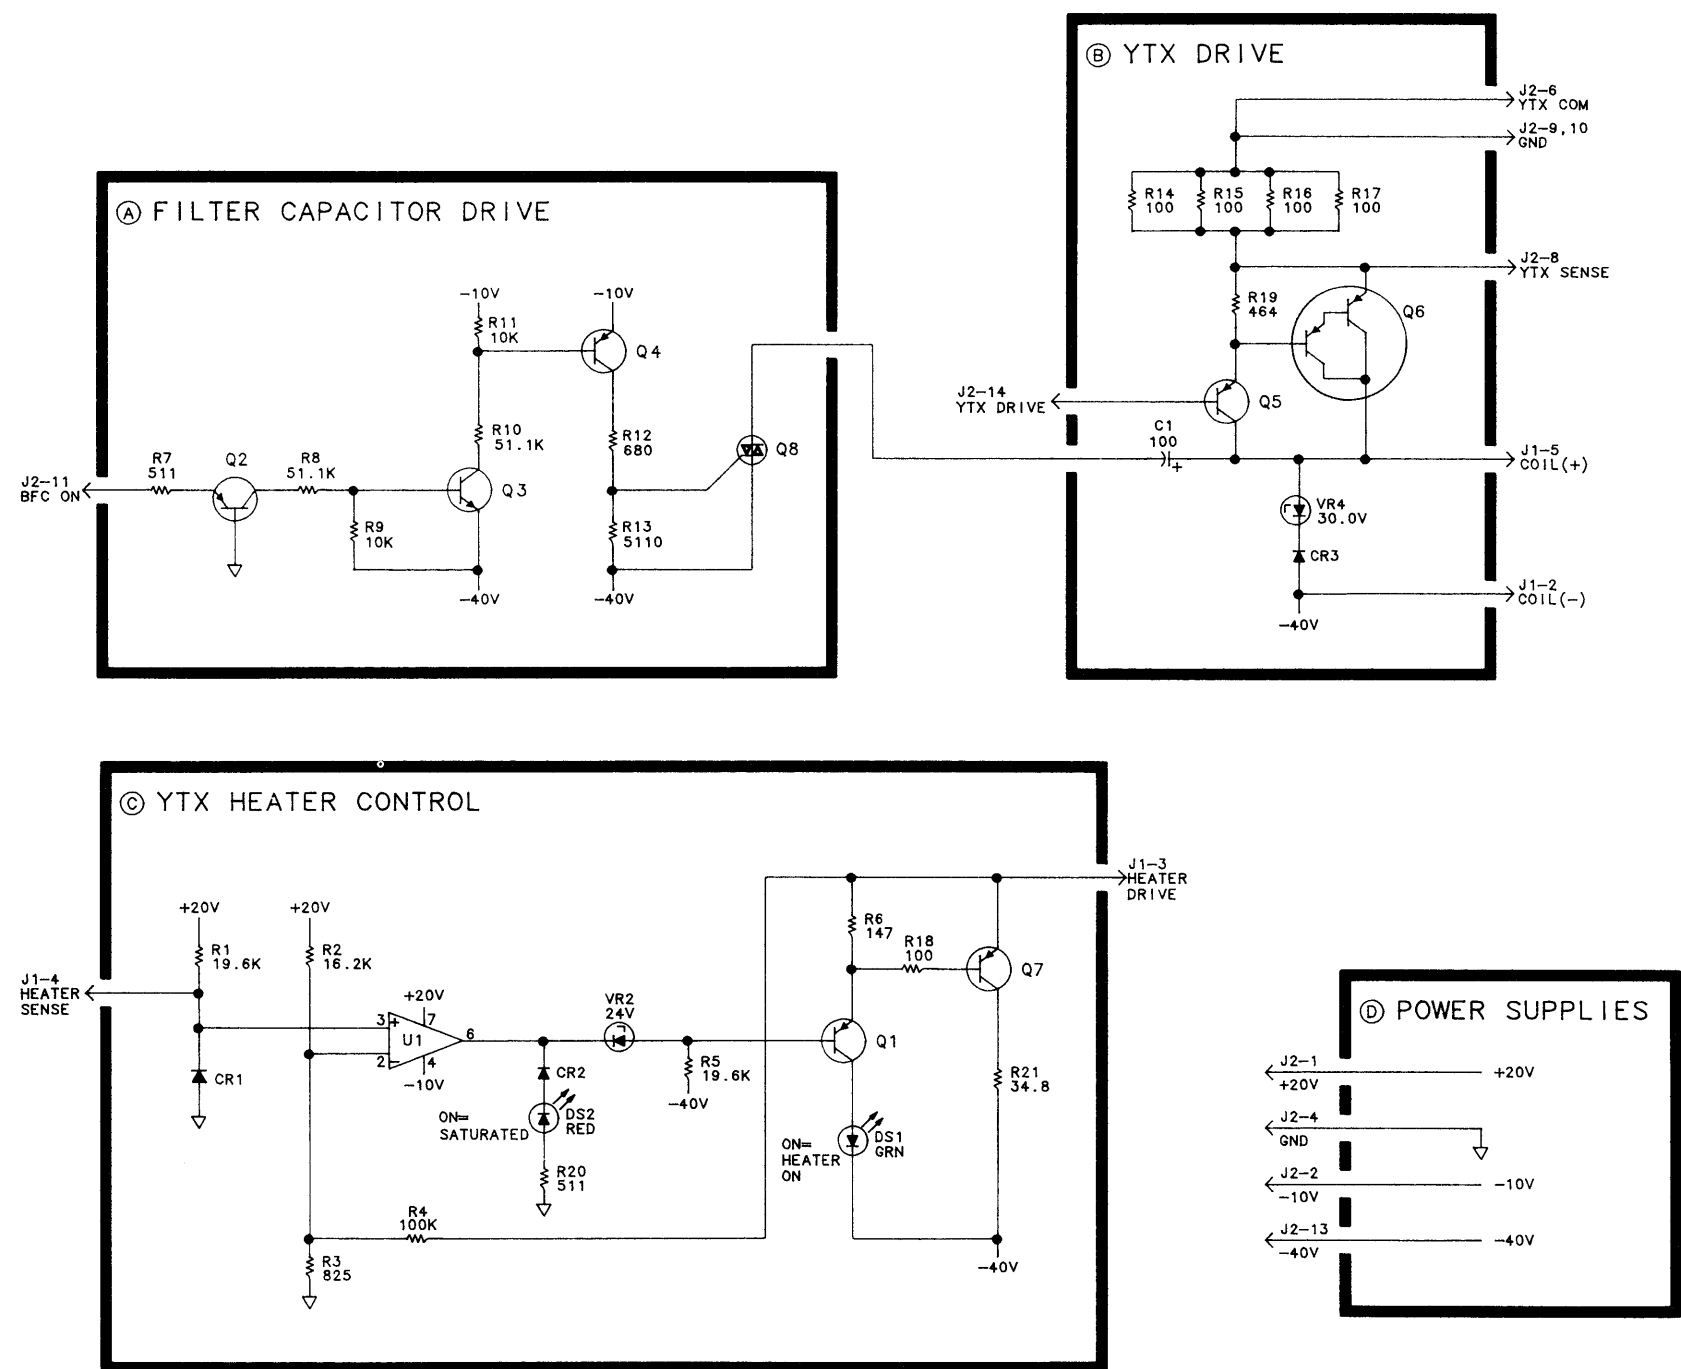 Ⓐ FILTER CAPACITOR DRIVE
-10V
R11
10K
-10V
Q4
R10
51.1K
R12
680
Q8
J2-11
BFC ON
R7
511
Q2
R8
51.1K
Q3
R9
10K
R13
5110
-40V
-40V
Ⓑ YTX DRIVE
J2-6
YTX COM
J2-9,10
GND
R14
100
R15
100
R16
100
R17
100
J2-8
YTX SENSE
R19
464
Q6
J2-14
YTX DRIVE
Q5
C1
100
+
J1-5
COIL(+)
VR4
30.0V
CR3
J1-2
COIL(-)
-40V
Ⓒ YTX HEATER CONTROL
J1-3
HEATER
DRIVE
+20V
+20V
R1
19.6K
R2
16.2K
R6
147
R18
100
Q7
J1-4
HEATER
SENSE
+20V
7
3
+
U1
6
2
-
4
-10V
VR2
24V
Q1
CR1
CR2
R5
19.6K
-40V
R21
34.8
ON=
SATURATED
DS2
RED
ON=
HEATER
ON
DS1
GRN
R20
511
R4
100K
R3
825
-40V
Ⓓ POWER SUPPLIES
J2-1
+20V
+20V
J2-4
GND
J2-2
-10V
-10V
J2-13
-40V
-40V